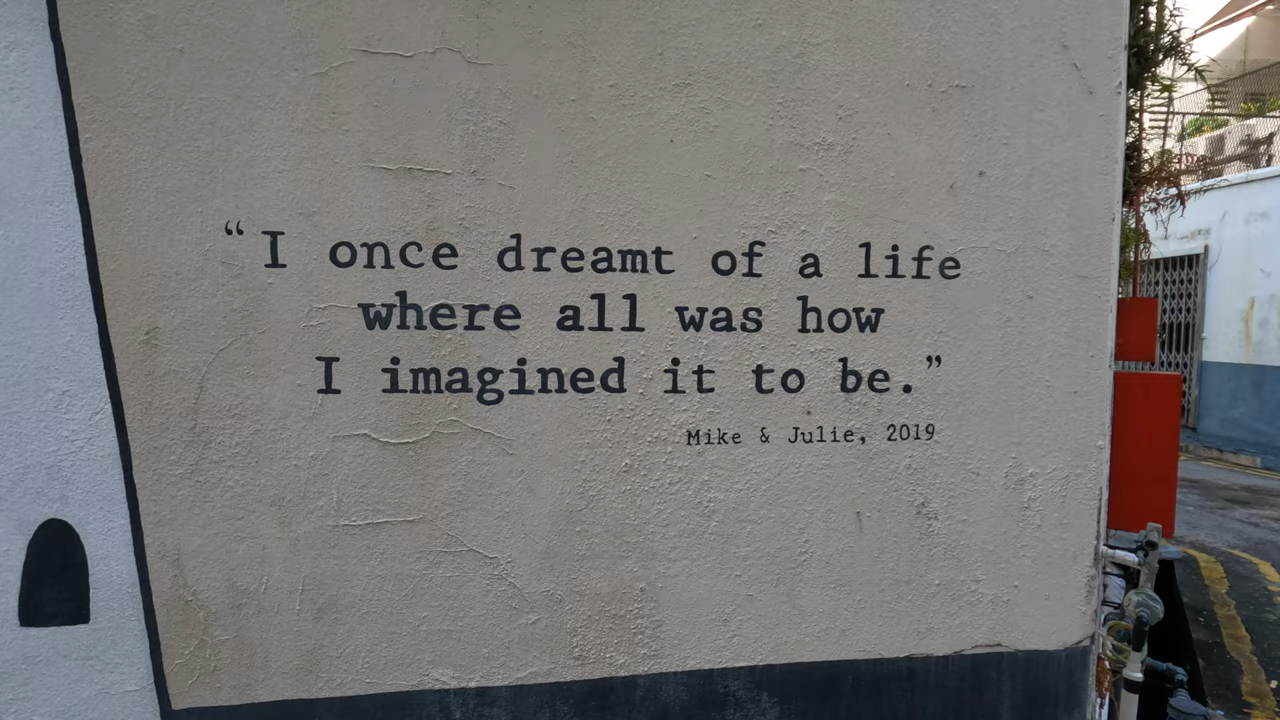 “I once dreamt of a life
where all was how
I imagined it to be.”
Mike & Julie, 2019